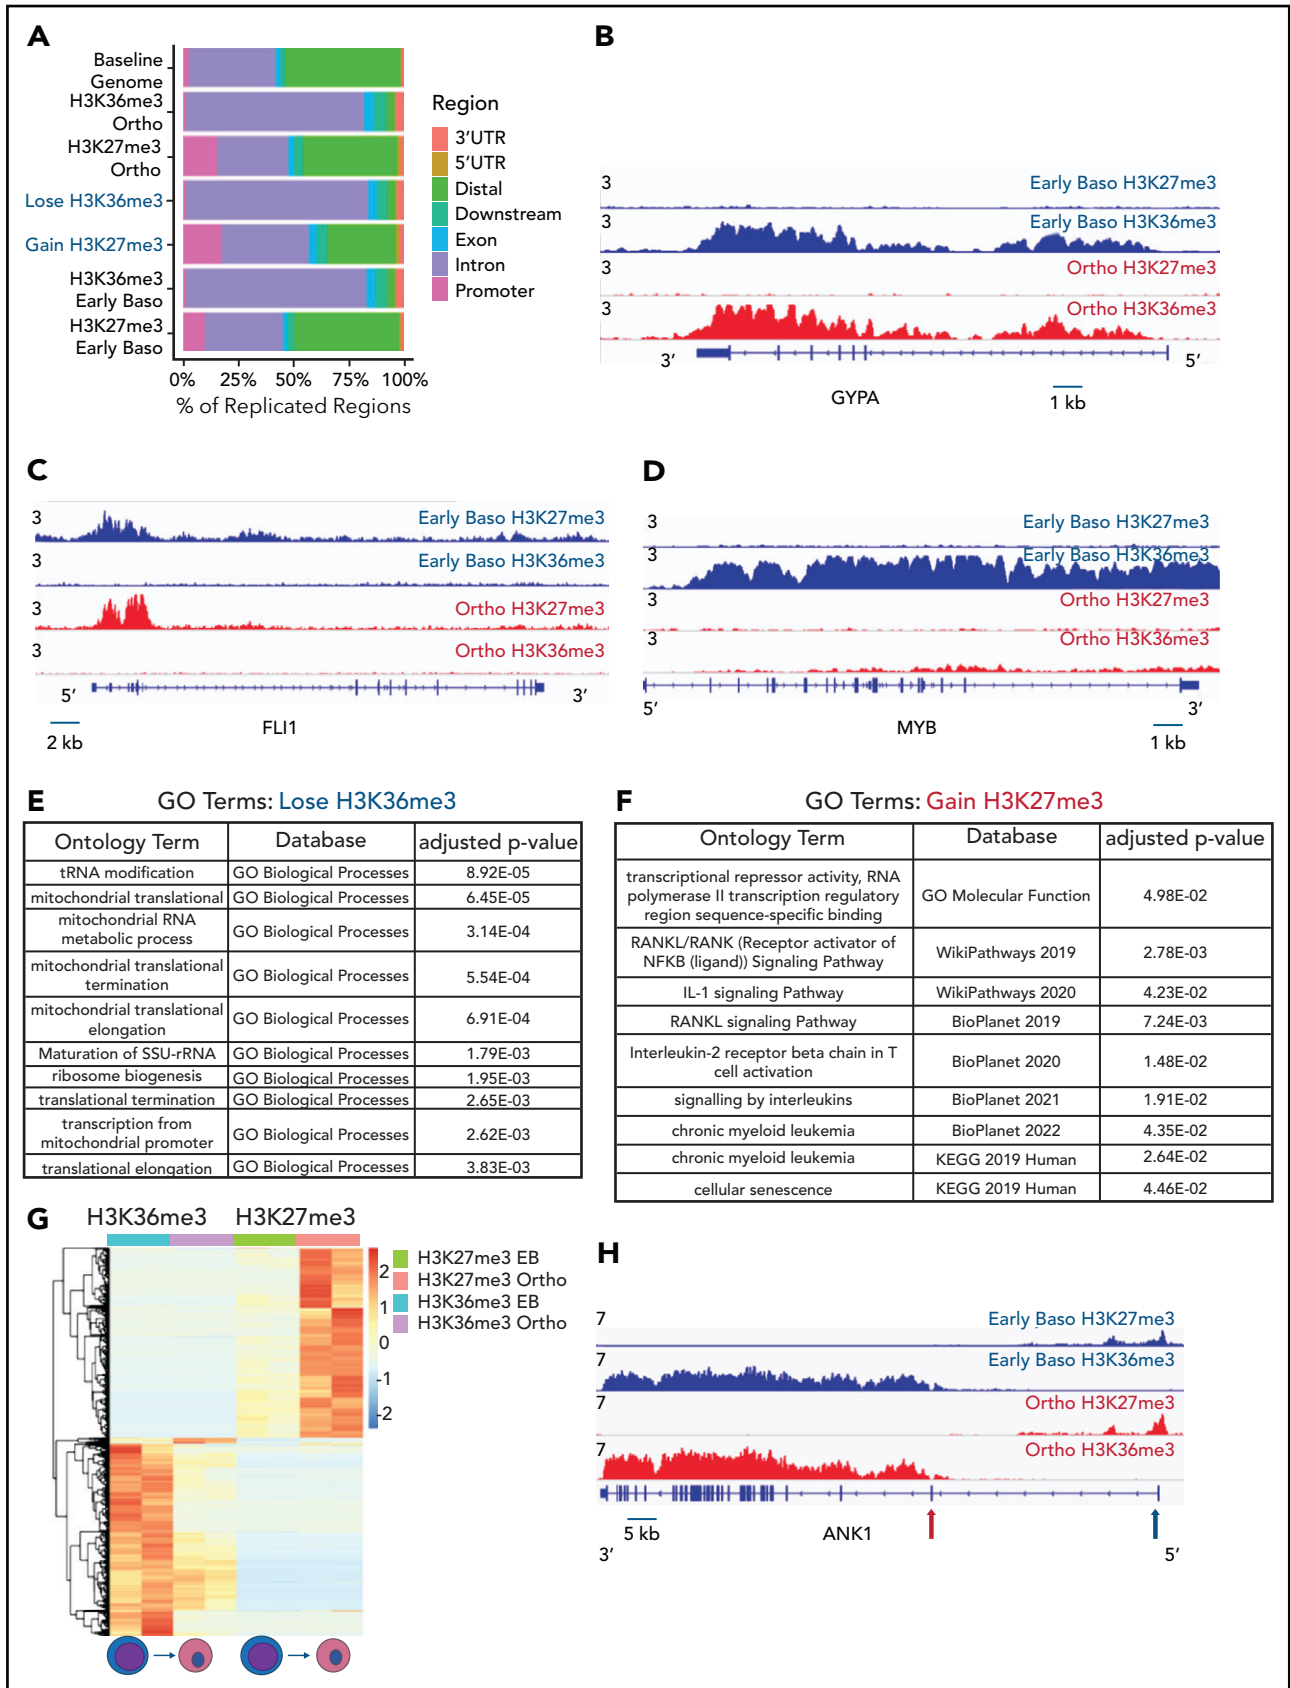 A
Baseline
Genome
H3K36me3
Ortho
H3K27me3
Ortho
Lose H3K36me3
Gain H3K27me3
H3K36me3
Early Baso
H3K27me3
Early Baso
0% 25% 50% 75% 100%
% of Replicated Regions
Region
3'UTR
5'UTR
Distal
Downstream
Exon
Intron
Promoter
B
3 Early Baso H3K27me3
3 Early Baso H3K36me3
3 Ortho H3K27me3
3 Ortho H3K36me3
3' 5'
GYPA
1 kb
C
3 Early Baso H3K27me3
3 Early Baso H3K36me3
3 Ortho H3K27me3
3 Ortho H3K36me3
5' 3'
FLI1
2 kb
D
3 Early Baso H3K27me3
3 Early Baso H3K36me3
3 Ortho H3K27me3
3 Ortho H3K36me3
5' 3'
MYB
1 kb
E GO Terms: Lose H3K36me3
Ontology Term Database adjusted p-value
tRNA modification GO Biological Processes 8.92E-05
mitochondrial translational GO Biological Processes 6.45E-05
mitochondrial RNA
metabolic process GO Biological Processes 3.14E-04
mitochondrial translational
termination GO Biological Processes 5.54E-04
mitochondrial translational
elongation GO Biological Processes 6.91E-04
Maturation of SSU-rRNA GO Biological Processes 1.79E-03
ribosome biogenesis GO Biological Processes 1.95E-03
translational termination GO Biological Processes 2.65E-03
transcription from
mitochondrial promoter GO Biological Processes 2.62E-03
translational elongation GO Biological Processes 3.83E-03
F GO Terms: Gain H3K27me3
Ontology Term Database adjusted p-value
transcriptional repressor activity, RNA
polymerase II transcription regulatory
region sequence-specific binding GO Molecular Function 4.98E-02
RANKL/RANK (Receptor activator of
NFKB (ligand)) Signaling Pathway WikiPathways 2019 2.78E-03
IL-1 signaling Pathway WikiPathways 2020 4.23E-02
RANKL signaling Pathway BioPlanet 2019 7.24E-03
Interleukin-2 receptor beta chain in T
cell activation BioPlanet 2020 1.48E-02
signalling by interleukins BioPlanet 2021 1.91E-02
chronic myeloid leukemia BioPlanet 2022 4.35E-02
chronic myeloid leukemia KEGG 2019 Human 2.64E-02
cellular senescence KEGG 2019 Human 4.46E-02
G H3K36me3 H3K27me3
2
1
0
-1
-2
H3K27me3 EB
H3K27me3 Ortho
H3K36me3 EB
H3K36me3 Ortho
H
7 Early Baso H3K27me3
7 Early Baso H3K36me3
7 Ortho H3K27me3
7 Ortho H3K36me3
5 kb ANK1
3' 5'